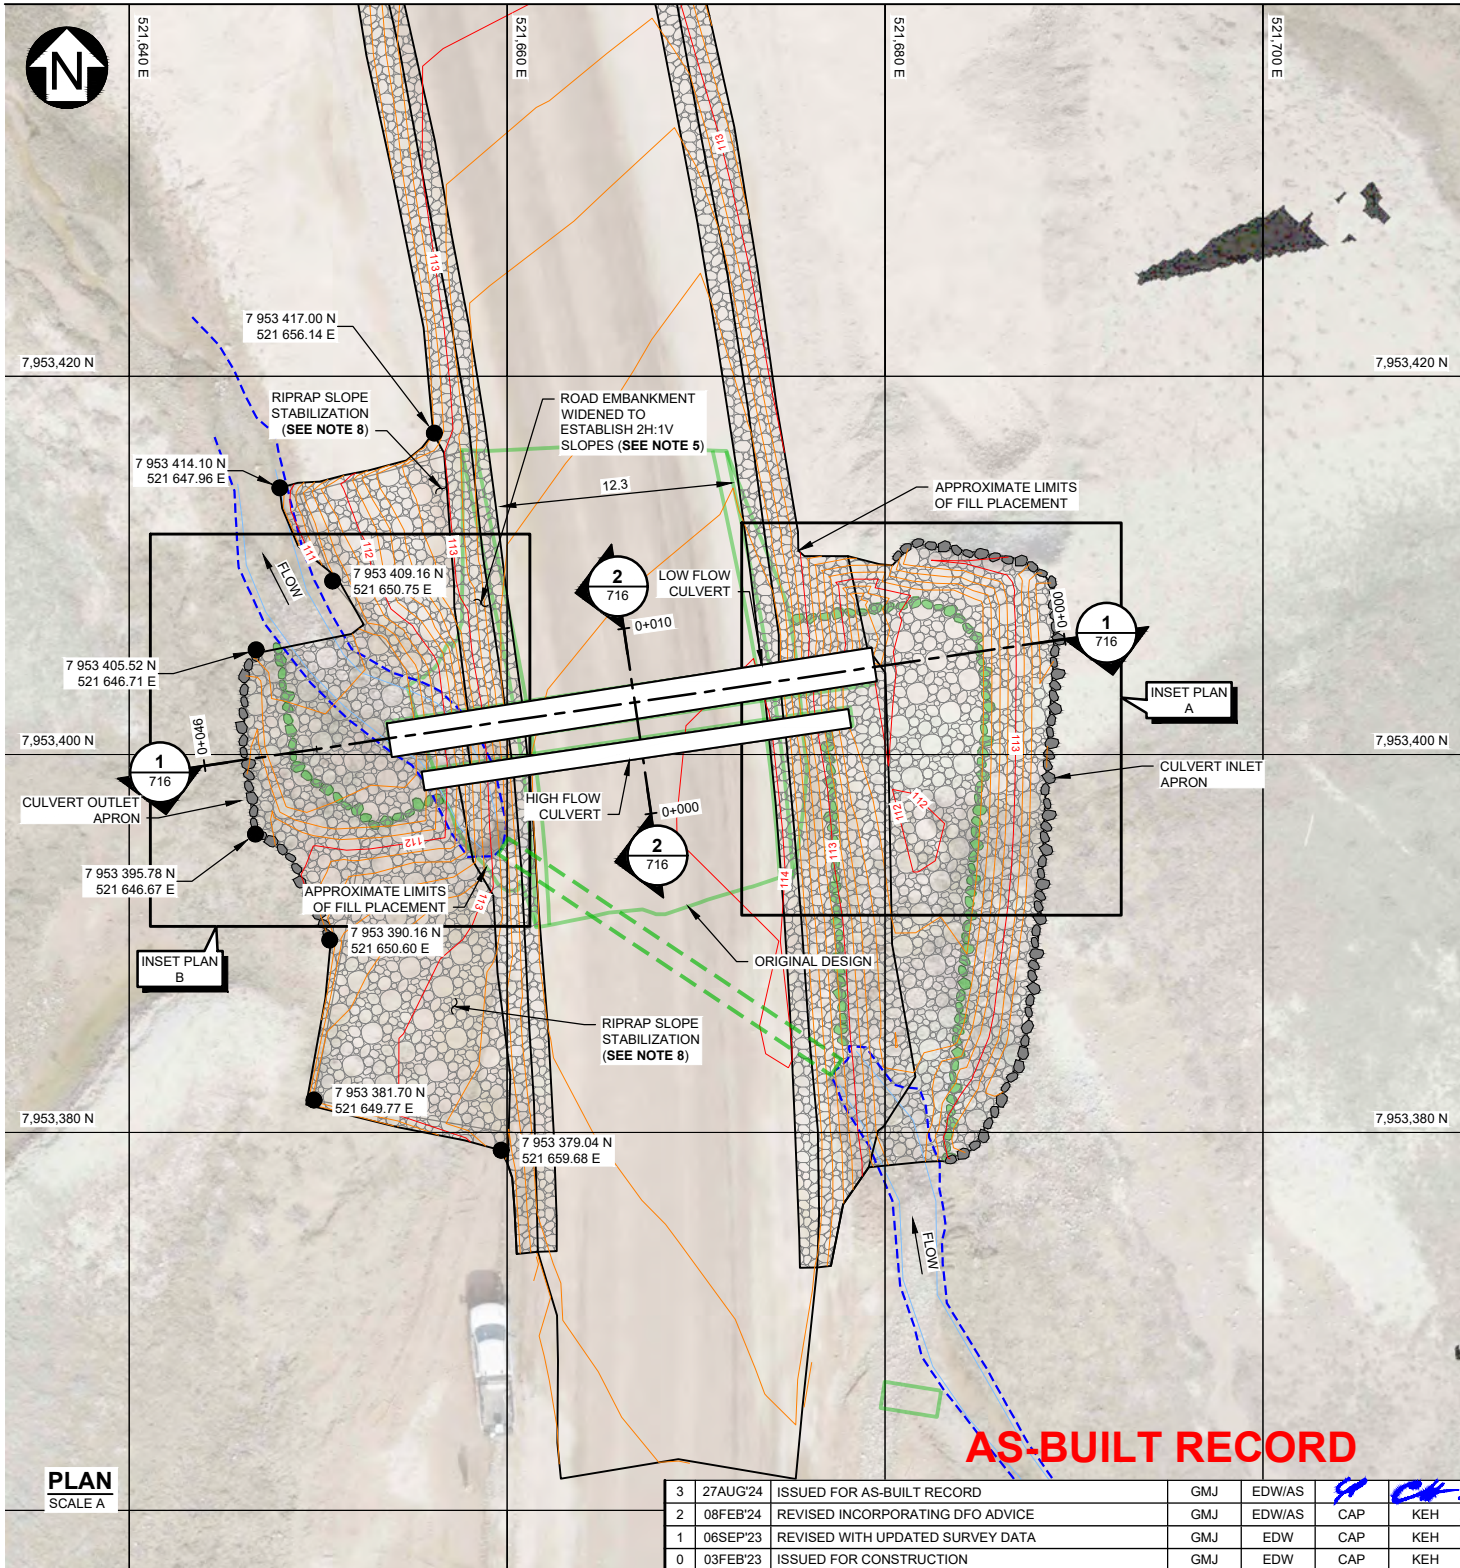 N
521,640 E
521,660 E
521,680 E
521,700 E
113
113
7 953 417.00 N
521 656.14 E
7,953,420 N
7,953,420 N
RIPRAP SLOPE
STABILIZATION
(SEE NOTE 8)
ROAD EMBANKMENT
WIDENED TO
ESTABLISH 2H:1V
SLOPES (SEE NOTE 5)
7 953 414.10 N
521 647.96 E
12.3
APPROXIMATE LIMITS
OF FILL PLACEMENT
111
112
113
FLOW
7 953 409.16 N
521 650.75 E
2
716
LOW FLOW
CULVERT
0+010
0+000
1
716
7 953 405.52 N
521 646.71 E
INSET PLAN
A
0+046
7,953,400 N
7,953,400 N
1
716
113
CULVERT INLET
APRON
CULVERT OUTLET
APRON
HIGH FLOW
CULVERT
0+000
112
112
112
113
2
716
7 953 395.78 N
521 646.67 E
114
APPROXIMATE LIMITS
OF FILL PLACEMENT
113
7 953 390.16 N
521 650.60 E
INSET PLAN
B
ORIGINAL DESIGN
RIPRAP SLOPE
STABILIZATION
(SEE NOTE 8)
7 953 381.70 N
521 649.77 E
7,953,380 N
7,953,380 N
7 953 379.04 N
521 659.68 E
FLOW
AS-BUILT RECORD
PLAN
SCALE A
3 27AUG'24 ISSUED FOR AS-BUILT RECORD GMJ EDW/AS
2 08FEB'24 REVISED INCORPORATING DFO ADVICE GMJ EDW/AS CAP KEH
1 06SEP'23 REVISED WITH UPDATED SURVEY DATA GMJ EDW CAP KEH
0 03FEB'23 ISSUED FOR CONSTRUCTION GMJ EDW CAP KEH